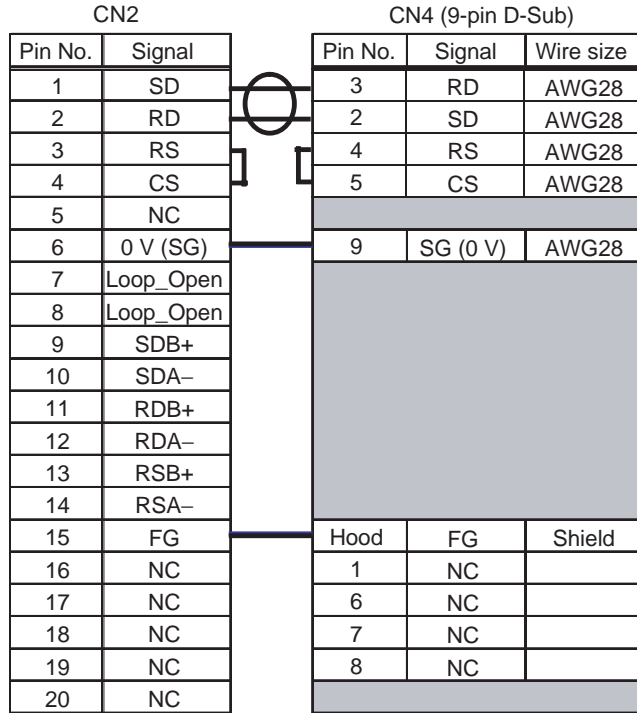 CN2 CN4 (9-pin D-Sub)
Pin No. Signal Pin No. Signal Wire size
1 SD 3 RD AWG28
2 RD 2 SD AWG28
3 RS 4 RS AWG28
4 CS 5 CS AWG28
5 NC
6 0 V (SG) 9 SG (0 V) AWG28
7 Loop_Open
8 Loop_Open
9 SDB+
10 SDA−
11 RDB+
12 RDA−
13 RSB+
14 RSA−
15 FG Hood FG Shield
16 NC 1 NC
17 NC 6 NC
18 NC 7 NC
19 NC 8 NC
20 NC